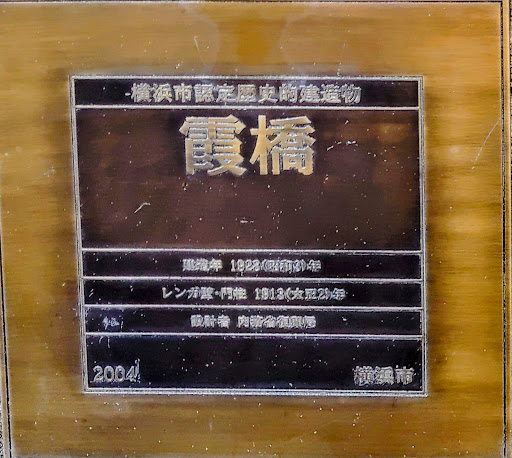 横浜市認定歴史的建造物
霞橋
建造年 1928(昭和3)年
レンガ塀・門柱 1913(大正2)年
設計者 内務省復興局
2004
横浜市